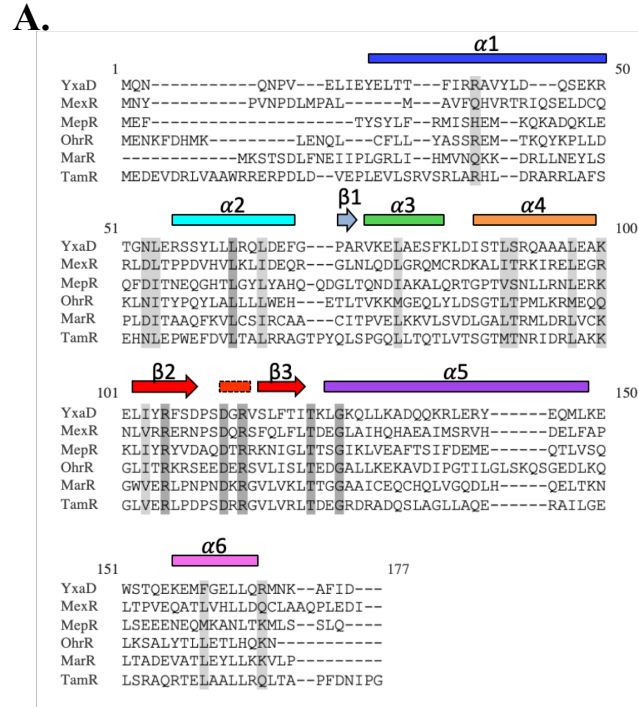 A.
α1
1 50
YxaD MQN-----------QNPV---ELIEYELTT---FIRRAVYLD--QSEKR
MexR MNY----------PVNPDLMPAL-----M---AVFQHVRTRIQSELDCQ
MepR MEF-------------------TYSYLF--RMISHEM--KQKADQKLE
OhrR MENKFDHMK-------LENQL---CFLL---YASSREM--TKQYKPLLD
MarR -----------MKSTSDLFNEIIPLGRLI---HMVNQKK--DRLLNEYLS
TamR MEDEVDRLVAAWRRERPDLD--VEPLEVLSRVSRLARHL--DRARRLAFS
α2 β1 α3 α4
51 100
YxaD TGNLERSSYLLLRQLDEFG---PARVKELAESFKLDISTLSRQAAALEAK
MexR RLDLTPPDVHVLKLIDEQR---GLNLQDLGRQMCRDKALITRKIRELEGR
MepR QFDITNEQGHTLGYLYAHQ-QDGLTQNDIAKALQRTGPTVSNLLRNLERK
OhrR KLNITYPQYLALLLLWEH---ETLTVKKMGEQLYLDSGTLTPMLKRMEQQ
MarR PLDITAAQFKVLCSIRCAA---CITPVELKKVLSVDLGALTRMLDRLVCK
TamR EHNLEPWEFDVLTALRRAGTPYQLSPGQLLTQTLVTSGTMTNRIDRLAKK
β2 β3 α5
101 150
YxaD ELIYRFSDPSDGRVSLFTITKLGKQLLKADQQKRLERY------EQMLKE
MexR NLVRRERNPSDQRSFQLFLTDEGLAIHQHAEAIMSRVH------DELFAP
MepR KLIYRYVDAQDTRRKNIGLTTSGIKLVEAFTSIFDEME------QTLVSQ
OhrR GLITRKRSEEDERSVLISLTEDGALLKEKAVDIPGTILGLSKQSGEDLKQ
MarR GWVERLPNPNDKRGVLVKLTTGGAAICEQCHQLVGQDLH-----QELTKN
TamR GLVERLPDPSDRRGVLVRLTDEGRDRADQSLAGLLAQE------RAILGE
α6
151 177
YxaD WSTQEKEMFGELLQRMNK--AFID---
MexR LTPVEQATLVHLLDQCLAAQPLEDI--
MepR LSEEENEQMKANLTKMLS--SLQ----
OhrR LKSALYTLLETLHQKN-----------
MarR LTADEVATLEYLLKKVLP---------
TamR LSRAQRTELAALLRQLTA--PFDNIPG